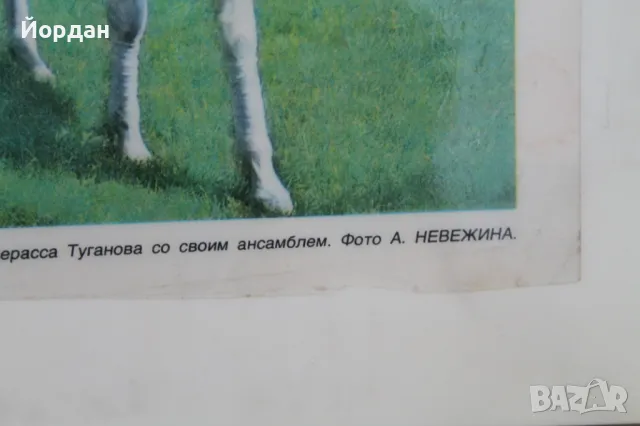 Йордан
ерасса Туганова со своим ансамблем. Фото А. НЕВЕЖИНА.
BAZAR